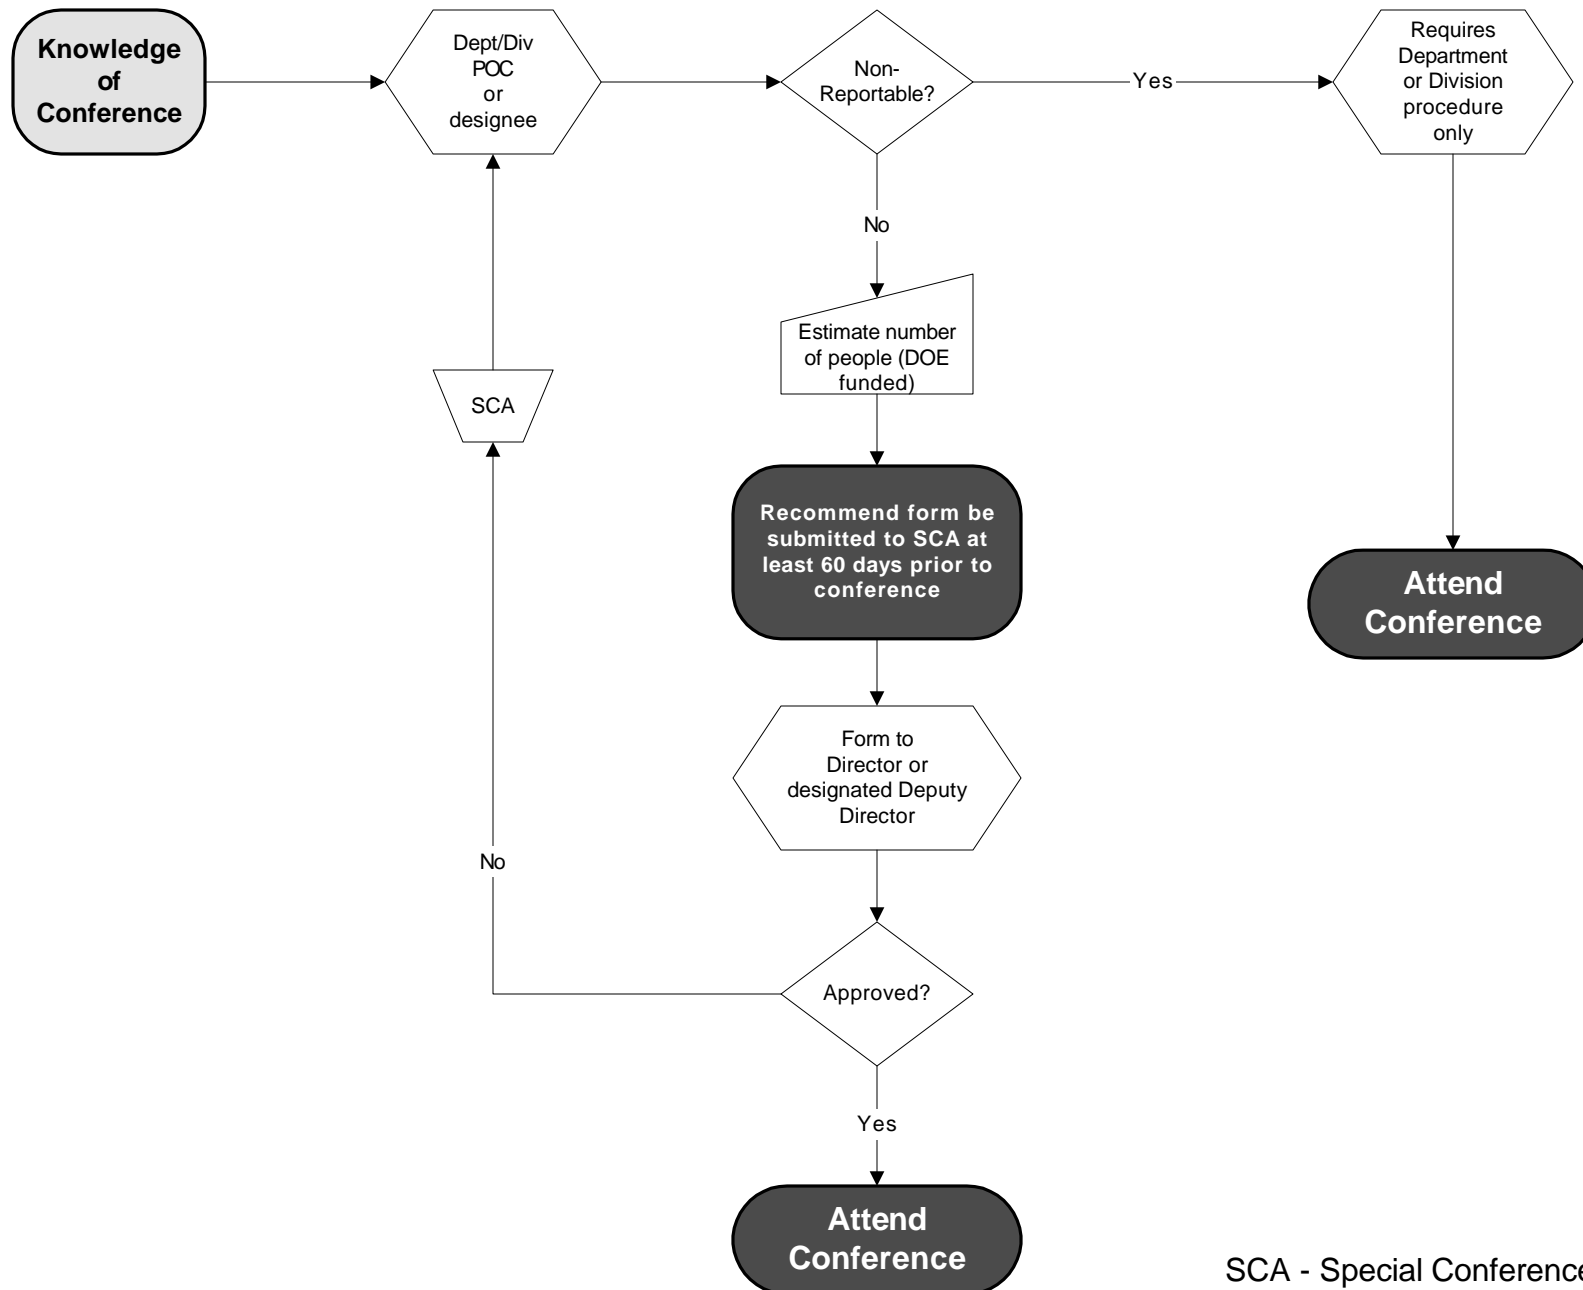 Knowledge
of
Conference
Dept/Div
POC
or
designee
Non-
Reportable?
Yes
Requires
Department
or Division
procedure
only
No
Estimate number
of people (DOE
funded)
SCA
Recommend form be
submitted to SCA at
least 60 days prior to
conference
Attend
Conference
Form to
Director or
designated Deputy
Director
No
Approved?
Yes
Attend
Conference
SCA - Special Conference